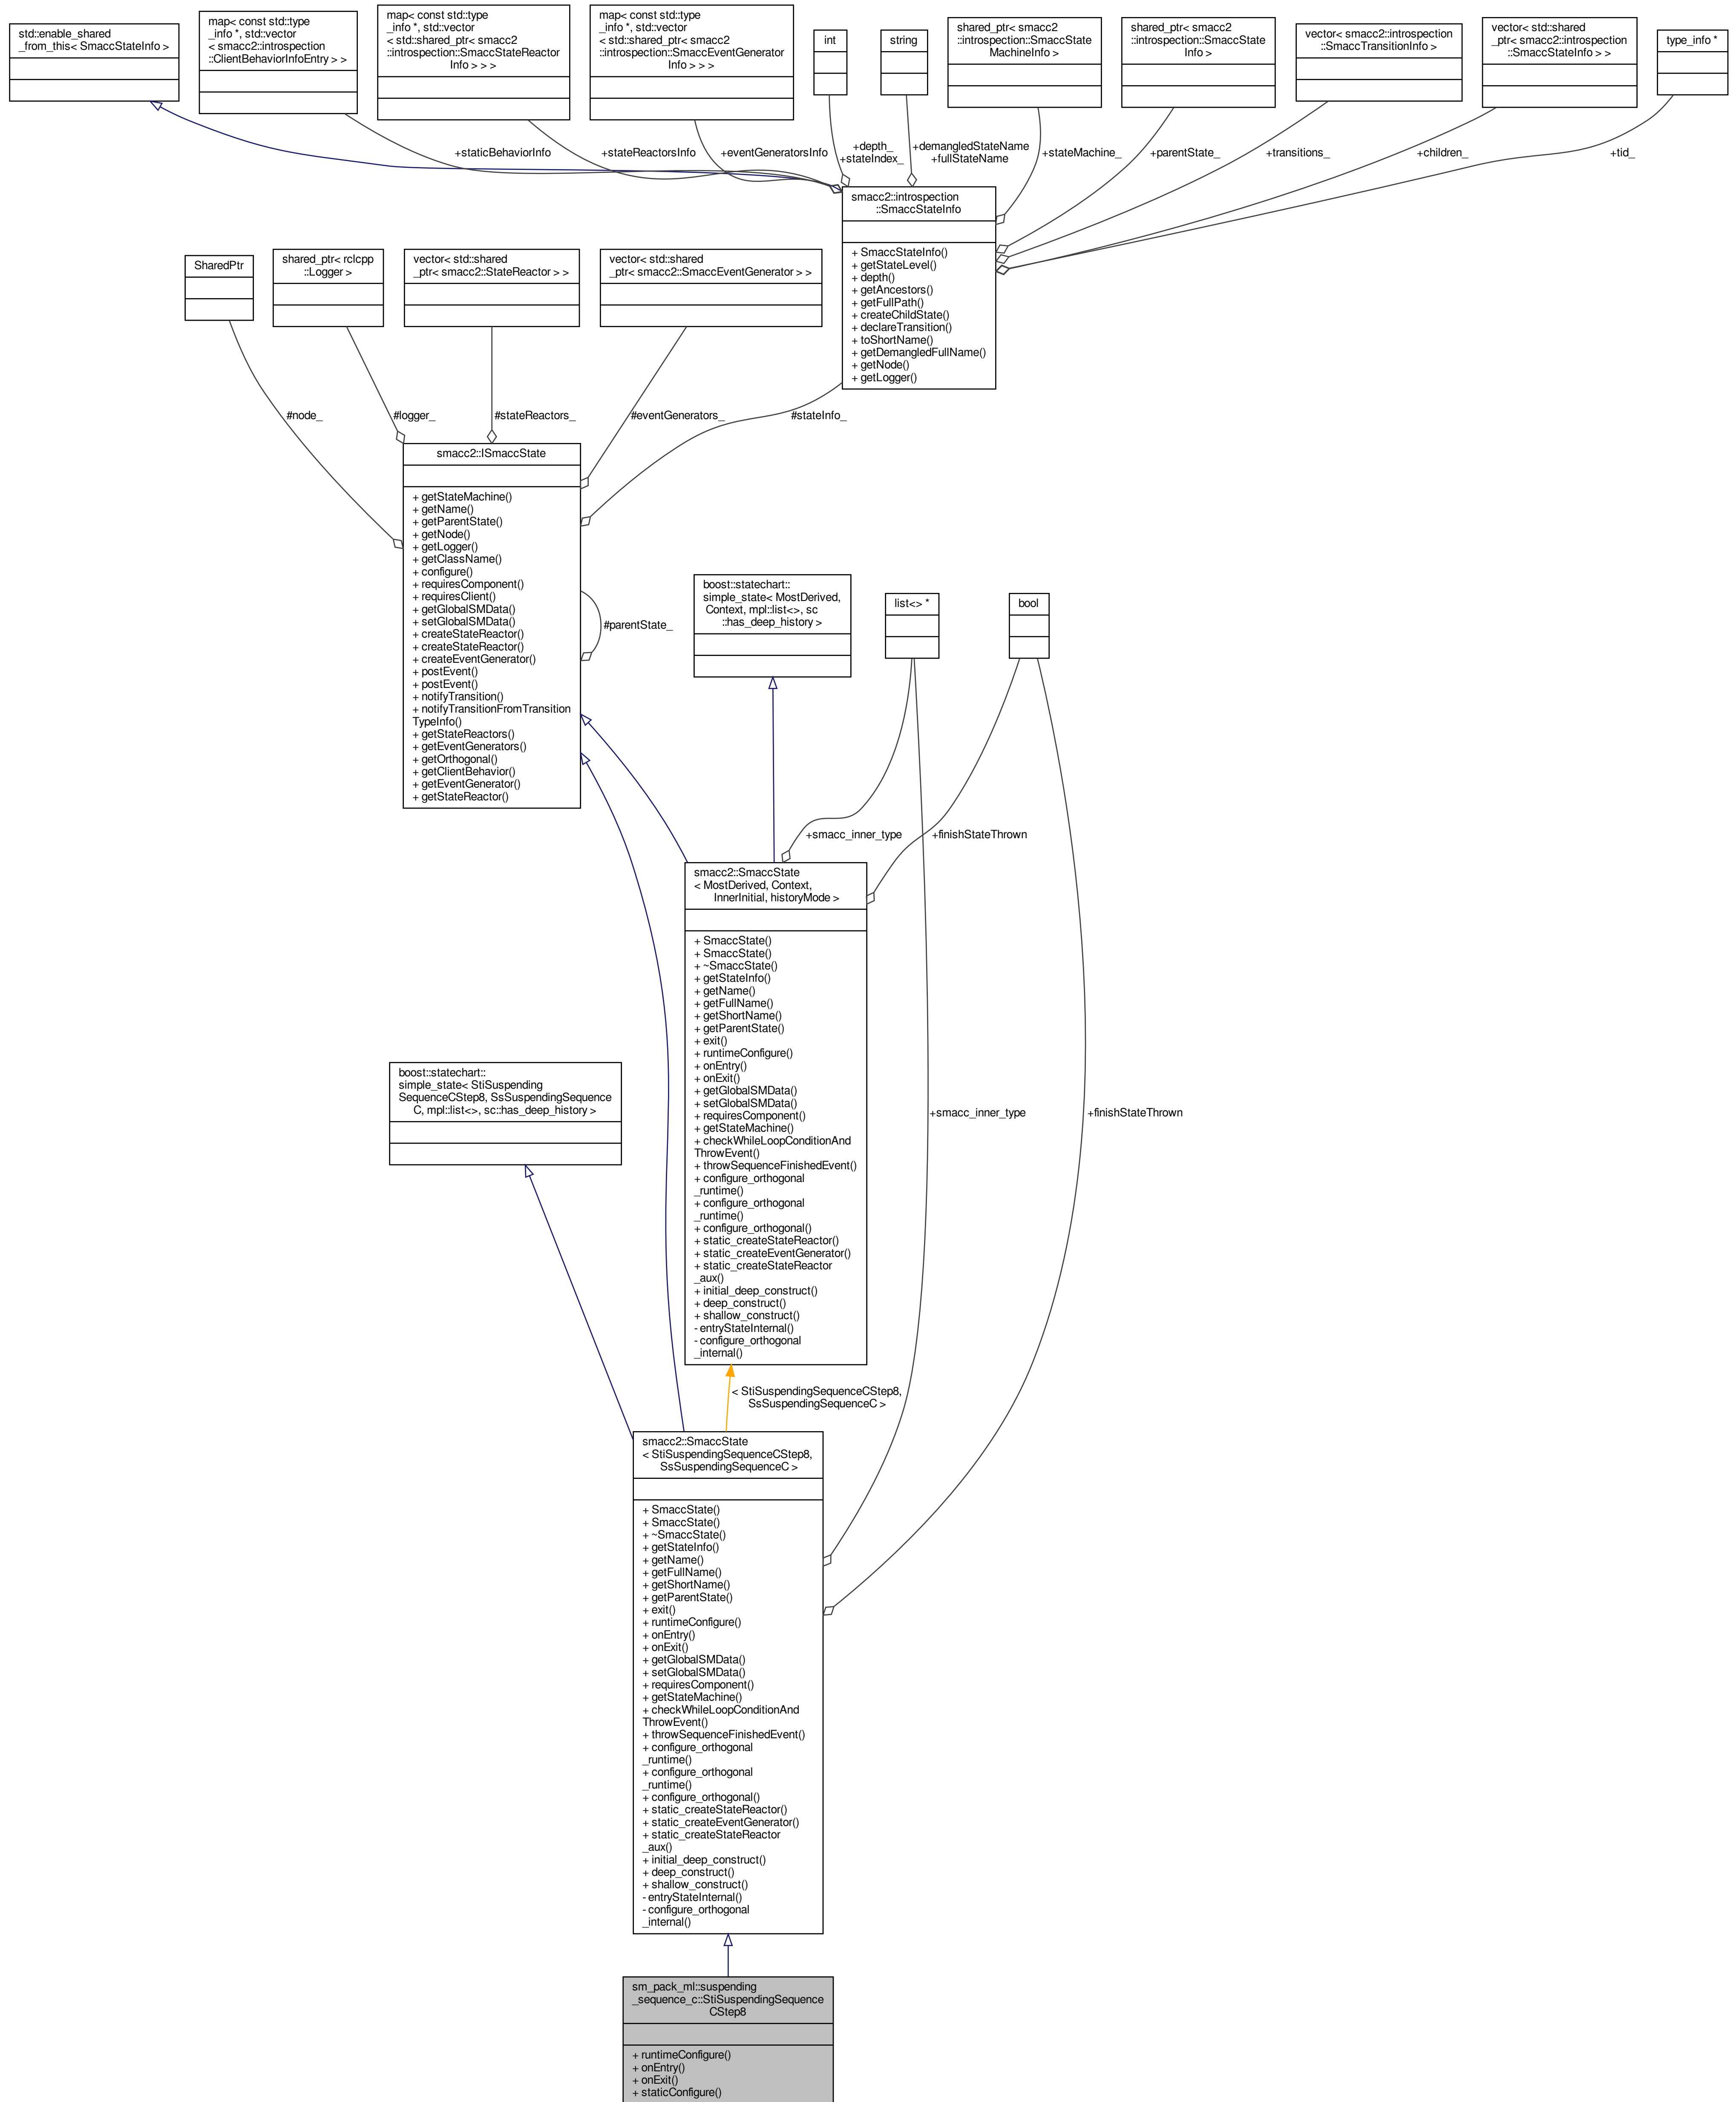 std::enable_shared
_from_this< SmaccStateInfo >
map< const std::type
_info *, std::vector
< smacc2::introspection
::ClientBehaviorInfoEntry > >
map< const std::type
_info *, std::vector
< std::shared_ptr< smacc2
::introspection::SmaccStateReactor
Info > > >
map< const std::type
_info *, std::vector
< std::shared_ptr< smacc2
::introspection::SmaccEventGenerator
Info > > >
int
string
shared_ptr< smacc2
::introspection::SmaccState
MachineInfo >
shared_ptr< smacc2
::introspection::SmaccState
Info >
vector< smacc2::introspection
::SmaccTransitionInfo >
vector< std::shared
_ptr< smacc2::introspection
::SmaccStateInfo > >
type_info *
+staticBehaviorInfo
+stateReactorsInfo
+eventGeneratorsInfo
+depth_
+stateIndex_
+demangledStateName
+fullStateName
+stateMachine_
+parentState_
+transitions_
+children_
+tid_
smacc2::introspection
::SmaccStateInfo
+ SmaccStateInfo()
+ getStateLevel()
+ depth()
+ getAncestors()
+ getFullPath()
+ createChildState()
+ declareTransition()
+ toShortName()
+ getDemangledFullName()
+ getNode()
+ getLogger()
SharedPtr
shared_ptr< rclcpp
::Logger >
vector< std::shared
_ptr< smacc2::StateReactor > >
vector< std::shared
_ptr< smacc2::SmaccEventGenerator > >
#node_
#logger_
#stateReactors_
#eventGenerators_
#stateInfo_
smacc2::ISmaccState
+ getStateMachine()
+ getName()
+ getParentState()
+ getNode()
+ getLogger()
+ getClassName()
+ configure()
+ requiresComponent()
+ requiresClient()
+ getGlobalSMData()
+ setGlobalSMData()
+ createStateReactor()
+ createStateReactor()
+ createEventGenerator()
+ postEvent()
+ postEvent()
+ notifyTransition()
+ notifyTransitionFromTransition
TypeInfo()
+ getStateReactors()
+ getEventGenerators()
+ getOrthogonal()
+ getClientBehavior()
+ getEventGenerator()
+ getStateReactor()
#parentState_
boost::statechart::
simple_state< MostDerived,
Context, mpl::list<>, sc
::has_deep_history >
list<> *
bool
+smacc_inner_type
+finishStateThrown
smacc2::SmaccState
< MostDerived, Context,
InnerInitial, historyMode >
+ SmaccState()
+ SmaccState()
+ ~SmaccState()
+ getStateInfo()
+ getName()
+ getFullName()
+ getShortName()
+ getParentState()
+ exit()
+ runtimeConfigure()
+ onEntry()
+ onExit()
+ getGlobalSMData()
+ setGlobalSMData()
+ requiresComponent()
+ getStateMachine()
+ checkWhileLoopConditionAnd
ThrowEvent()
+ throwSequenceFinishedEvent()
+ configure_orthogonal
_runtime()
+ configure_orthogonal
_runtime()
+ configure_orthogonal()
+ static_createStateReactor()
+ static_createEventGenerator()
+ static_createStateReactor
_aux()
+ initial_deep_construct()
+ deep_construct()
+ shallow_construct()
- entryStateInternal()
- configure_orthogonal
_internal()
boost::statechart::
simple_state< StiSuspending
SequenceCStep8, SsSuspendingSequence
C, mpl::list<>, sc::has_deep_history >
+smacc_inner_type
+finishStateThrown
< StiSuspendingSequenceCStep8,
SsSuspendingSequenceC >
smacc2::SmaccState
< StiSuspendingSequenceCStep8,
SsSuspendingSequenceC >
+ SmaccState()
+ SmaccState()
+ ~SmaccState()
+ getStateInfo()
+ getName()
+ getFullName()
+ getShortName()
+ getParentState()
+ exit()
+ runtimeConfigure()
+ onEntry()
+ onExit()
+ getGlobalSMData()
+ setGlobalSMData()
+ requiresComponent()
+ getStateMachine()
+ checkWhileLoopConditionAnd
ThrowEvent()
+ throwSequenceFinishedEvent()
+ configure_orthogonal
_runtime()
+ configure_orthogonal
_runtime()
+ configure_orthogonal()
+ static_createStateReactor()
+ static_createEventGenerator()
+ static_createStateReactor
_aux()
+ initial_deep_construct()
+ deep_construct()
+ shallow_construct()
- entryStateInternal()
- configure_orthogonal
_internal()
sm_pack_ml::suspending
_sequence_c::StiSuspendingSequence
CStep8
+ runtimeConfigure()
+ onEntry()
+ onExit()
+ staticConfigure()